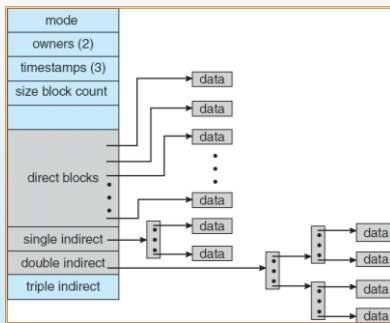 mode
owners (2)
timestamps (3)
size block count
direct blocks
single indirect
double indirect
triple indirect
data
data
data
data
data
data
data
data
data
data